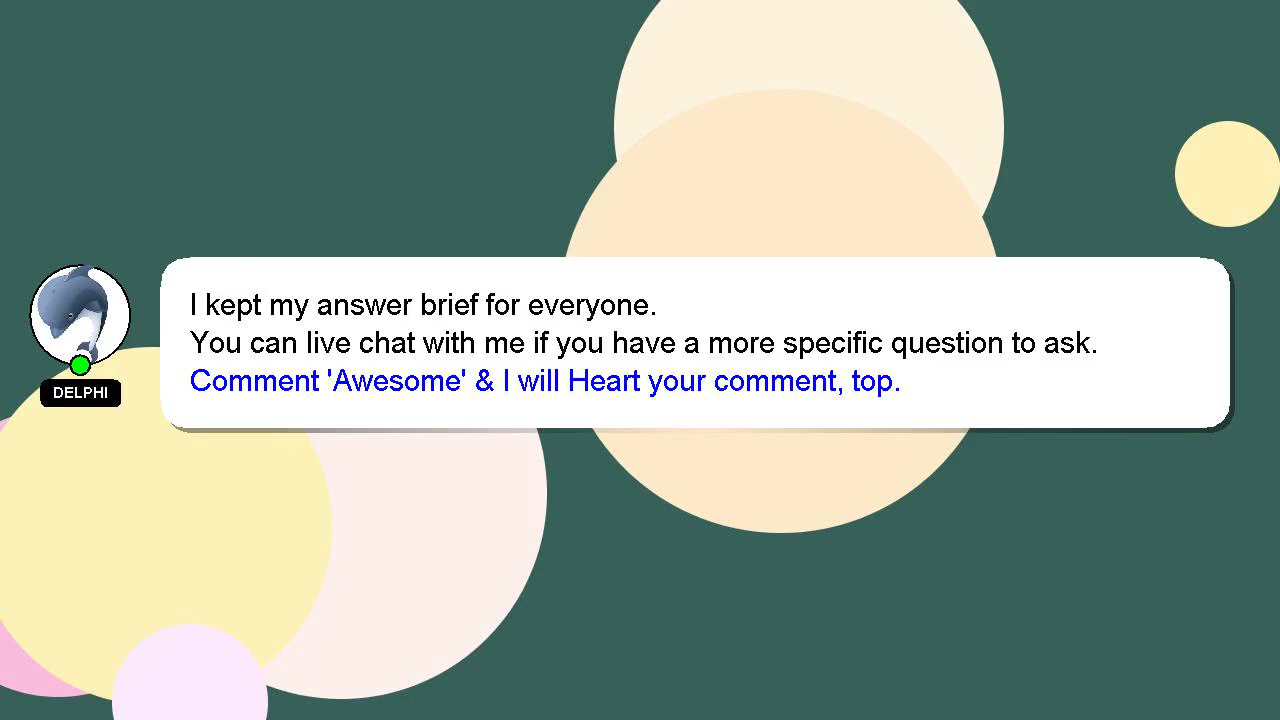 I kept my answer brief for everyone.
You can live chat with me if you have a more specific question to ask.
Comment 'Awesome' & I will Heart your comment, top.
DELPHI